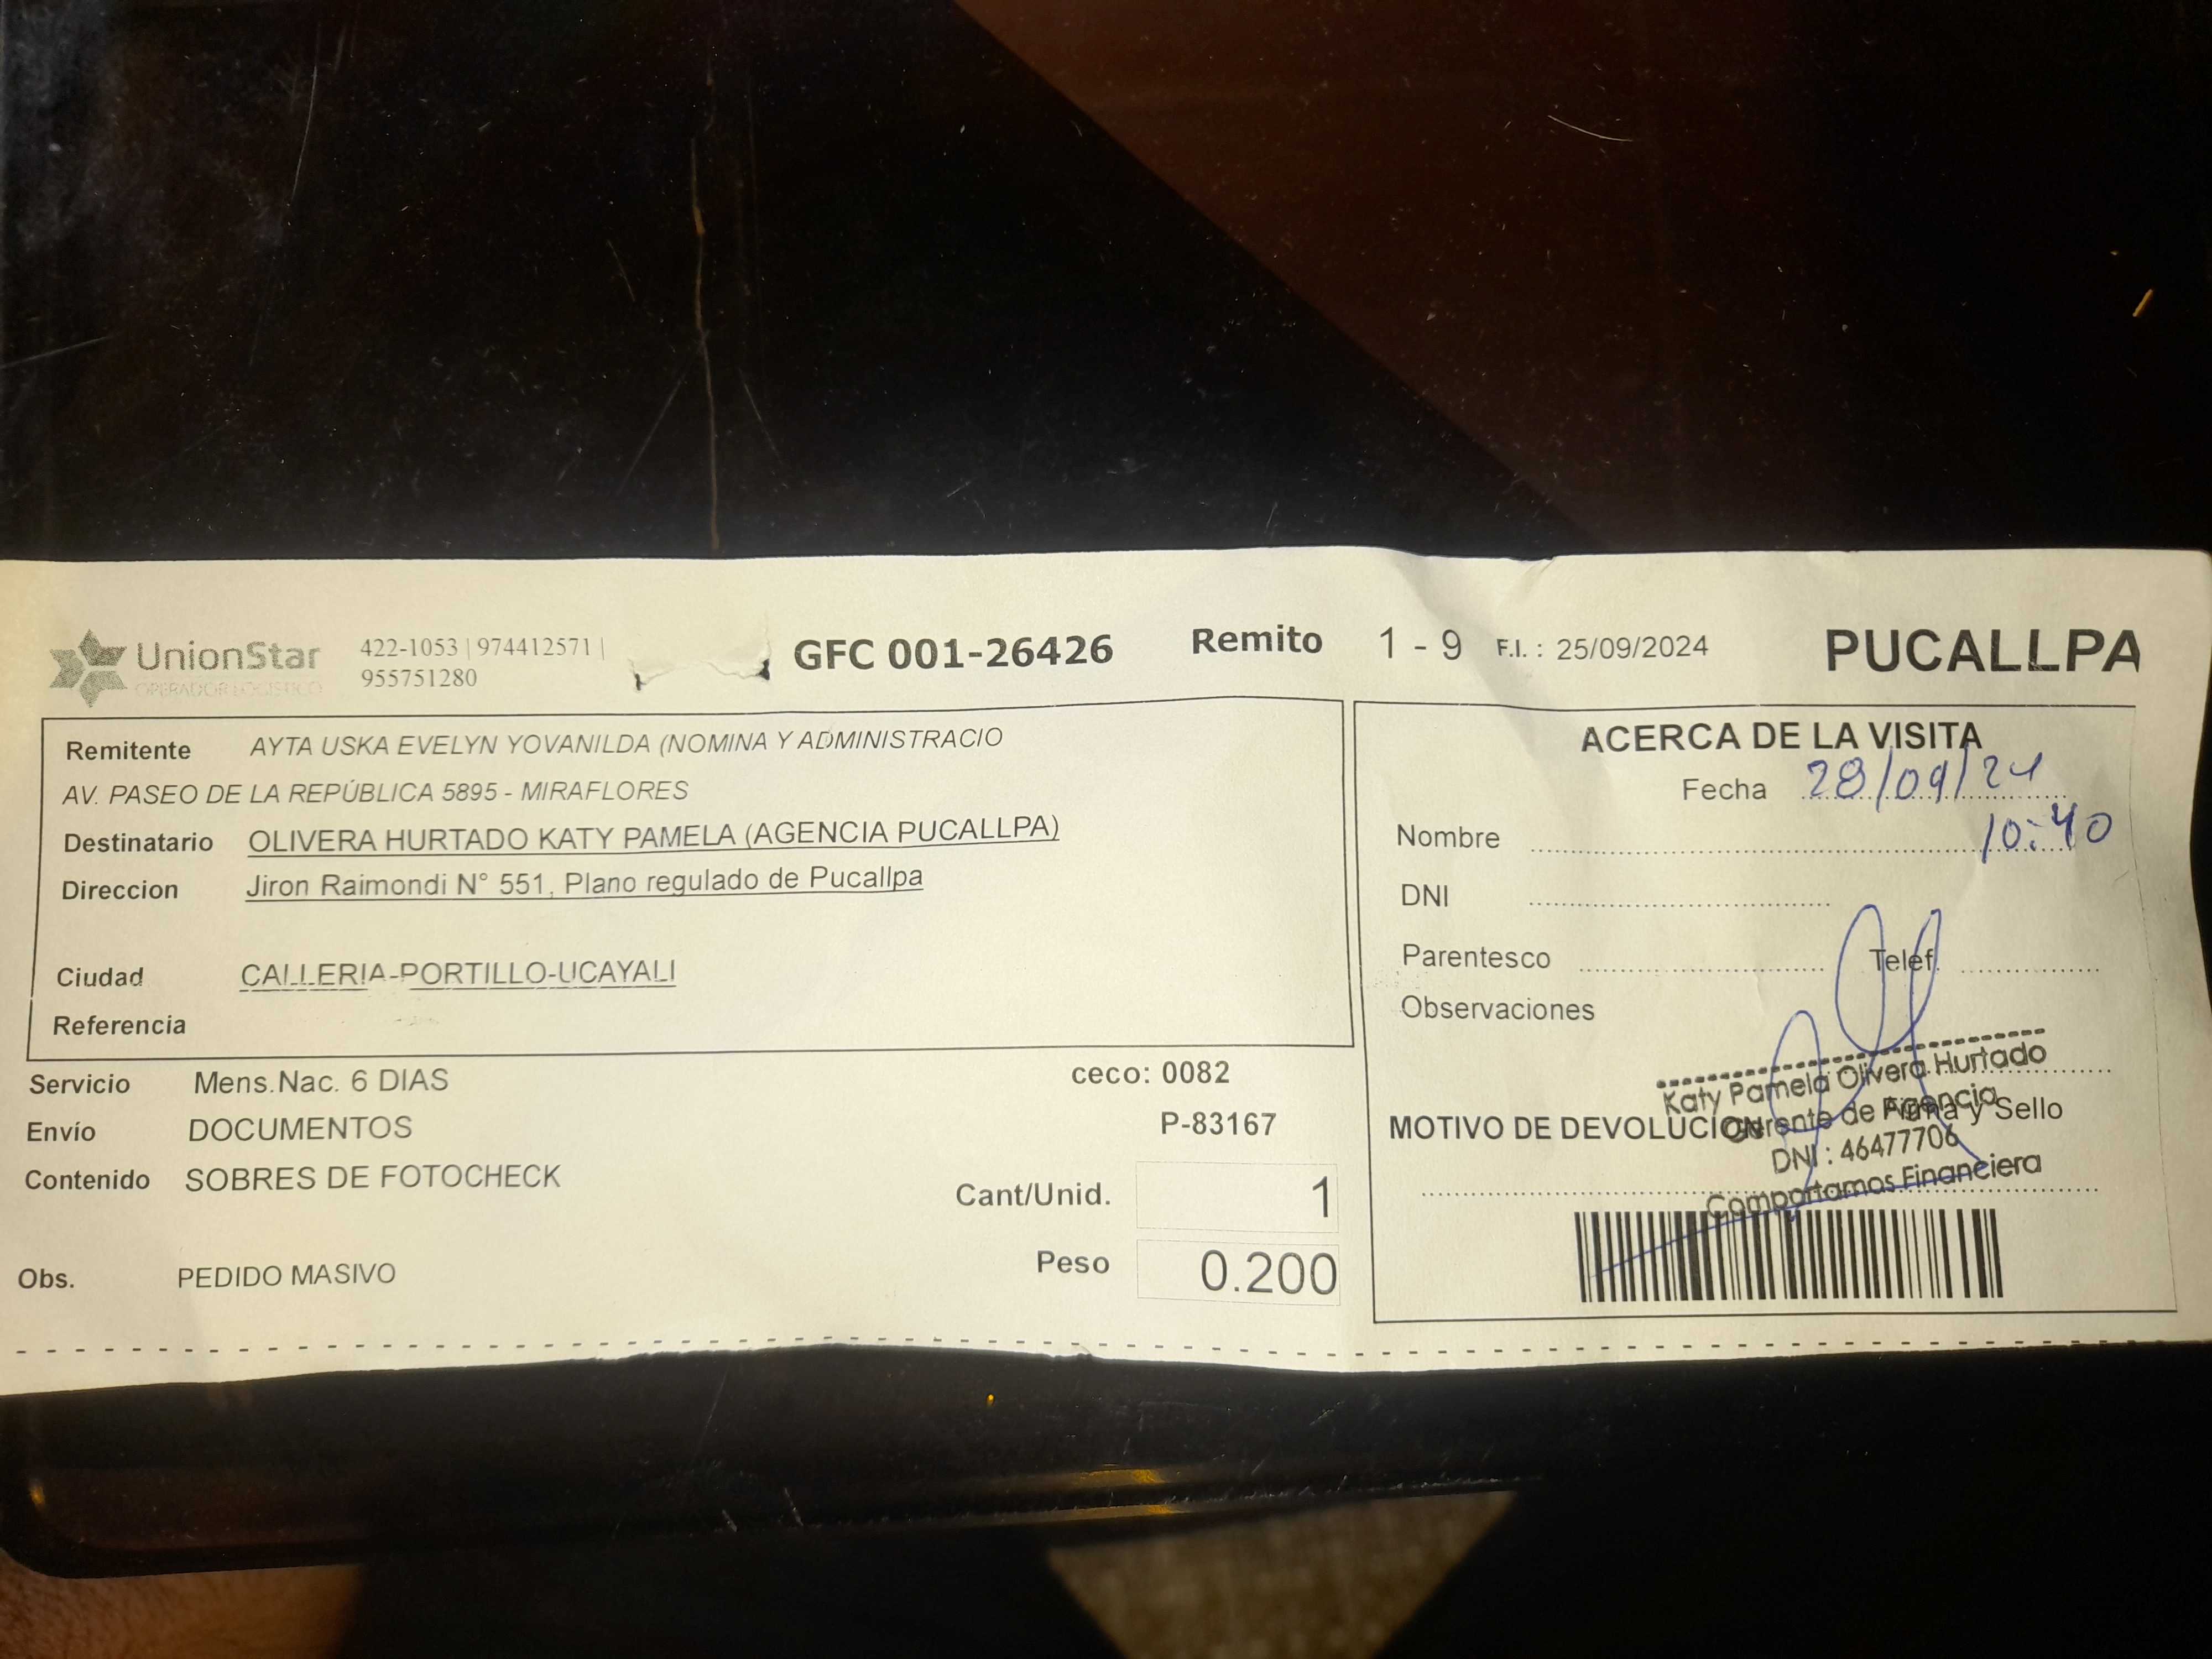 UnionStar
OPERADOR LOGISTICO
422-1053 | 974412571 |
955751280
GFC 001-26426 Remito 1 - 9 F.I. : 25/09/2024 PUCALLPA
Remitente AYTA USKA EVELYN YOVANILDA (NOMINA Y ADMINISTRACIO
AV. PASEO DE LA REPÚBLICA 5895 - MIRAFLORES
Destinatario OLIVERA HURTADO KATY PAMELA (AGENCIA PUCALLPA)
Direccion Jiron Raimondi N° 551, Plano regulado de Pucallpa
Ciudad CALLERIA-PORTILLO-UCAYALI
Referencia
Servicio Mens.Nac. 6 DIAS
ceco: 0082
Envío DOCUMENTOS
P-83167
Contenido SOBRES DE FOTOCHECK
Cant/Unid. 1
Peso 0.200
Obs. PEDIDO MASIVO
ACERCA DE LA VISITA
Fecha 28/09/24
Nombre 10:40
DNI
Parentesco Telef.
Observaciones
MOTIVO DE DEVOLUCION Firma y Sello
Katy Pamela Olivera Hurtado
Gerente de Agencia
DNI : 46477706
Compartamos Financiera